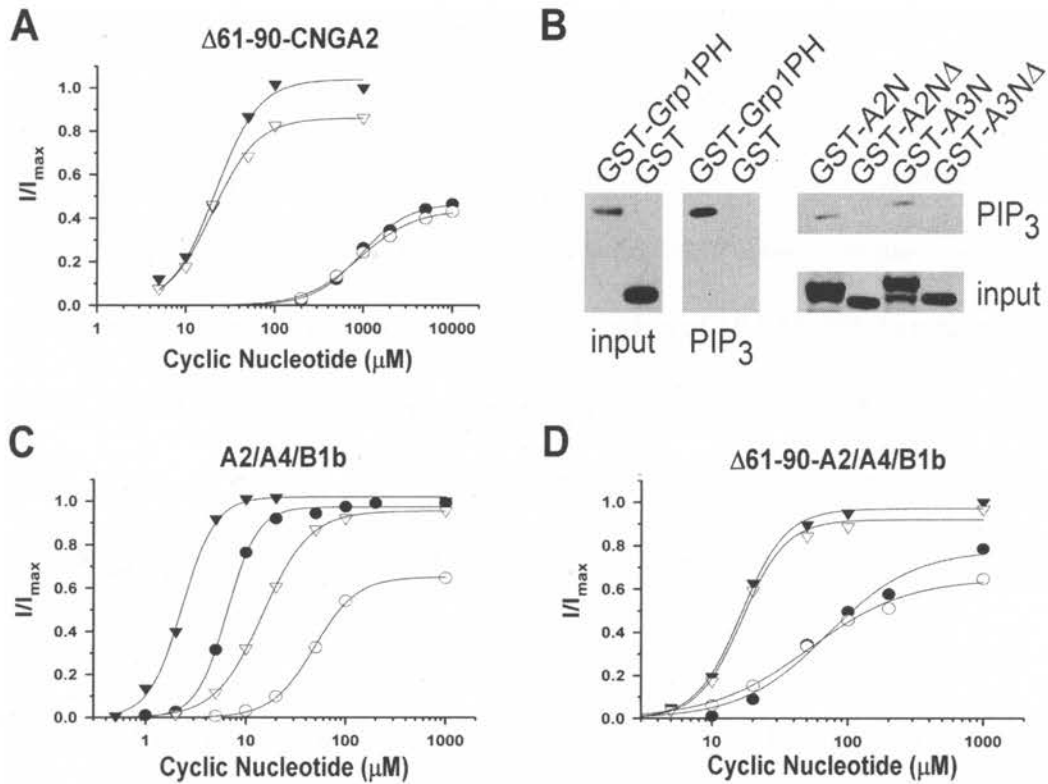 A
Δ61-90-CNGA2
I/Imax
1.0
0.8
0.6
0.4
0.2
0.0
1 10 100 1000 10000
Cyclic Nucleotide (μM)
B
GST-Grp1PH
GST
GST-Grp1PH
GST
GST-A2N
GST-A2NΔ
GST-A3N
GST-A3NΔ
PIP3
input
input PIP3
C
A2/A4/B1b
I/Imax
1.0
0.8
0.6
0.4
0.2
0.0
1 10 100 1000
Cyclic Nucleotide (μM)
D
Δ61-90-A2/A4/B1b
I/Imax
1.0
0.8
0.6
0.4
0.2
0.0
10 100 1000
Cyclic Nucleotide (μM)